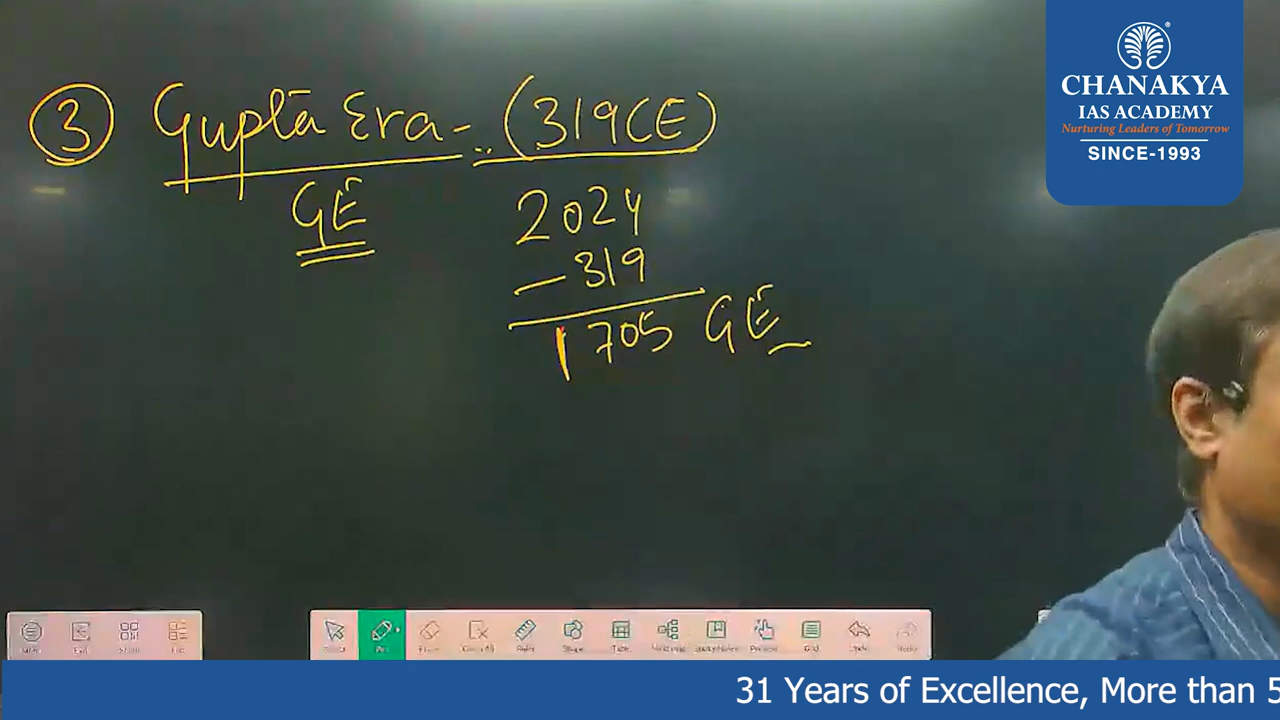 ③ Gupta Era - (319CE)
GE
2024
- 319
1705 GE
CHANAKYA
IAS ACADEMY
Nurturing Leaders of Tomorrow
SINCE-1993
31 Years of Excellence, More than 5